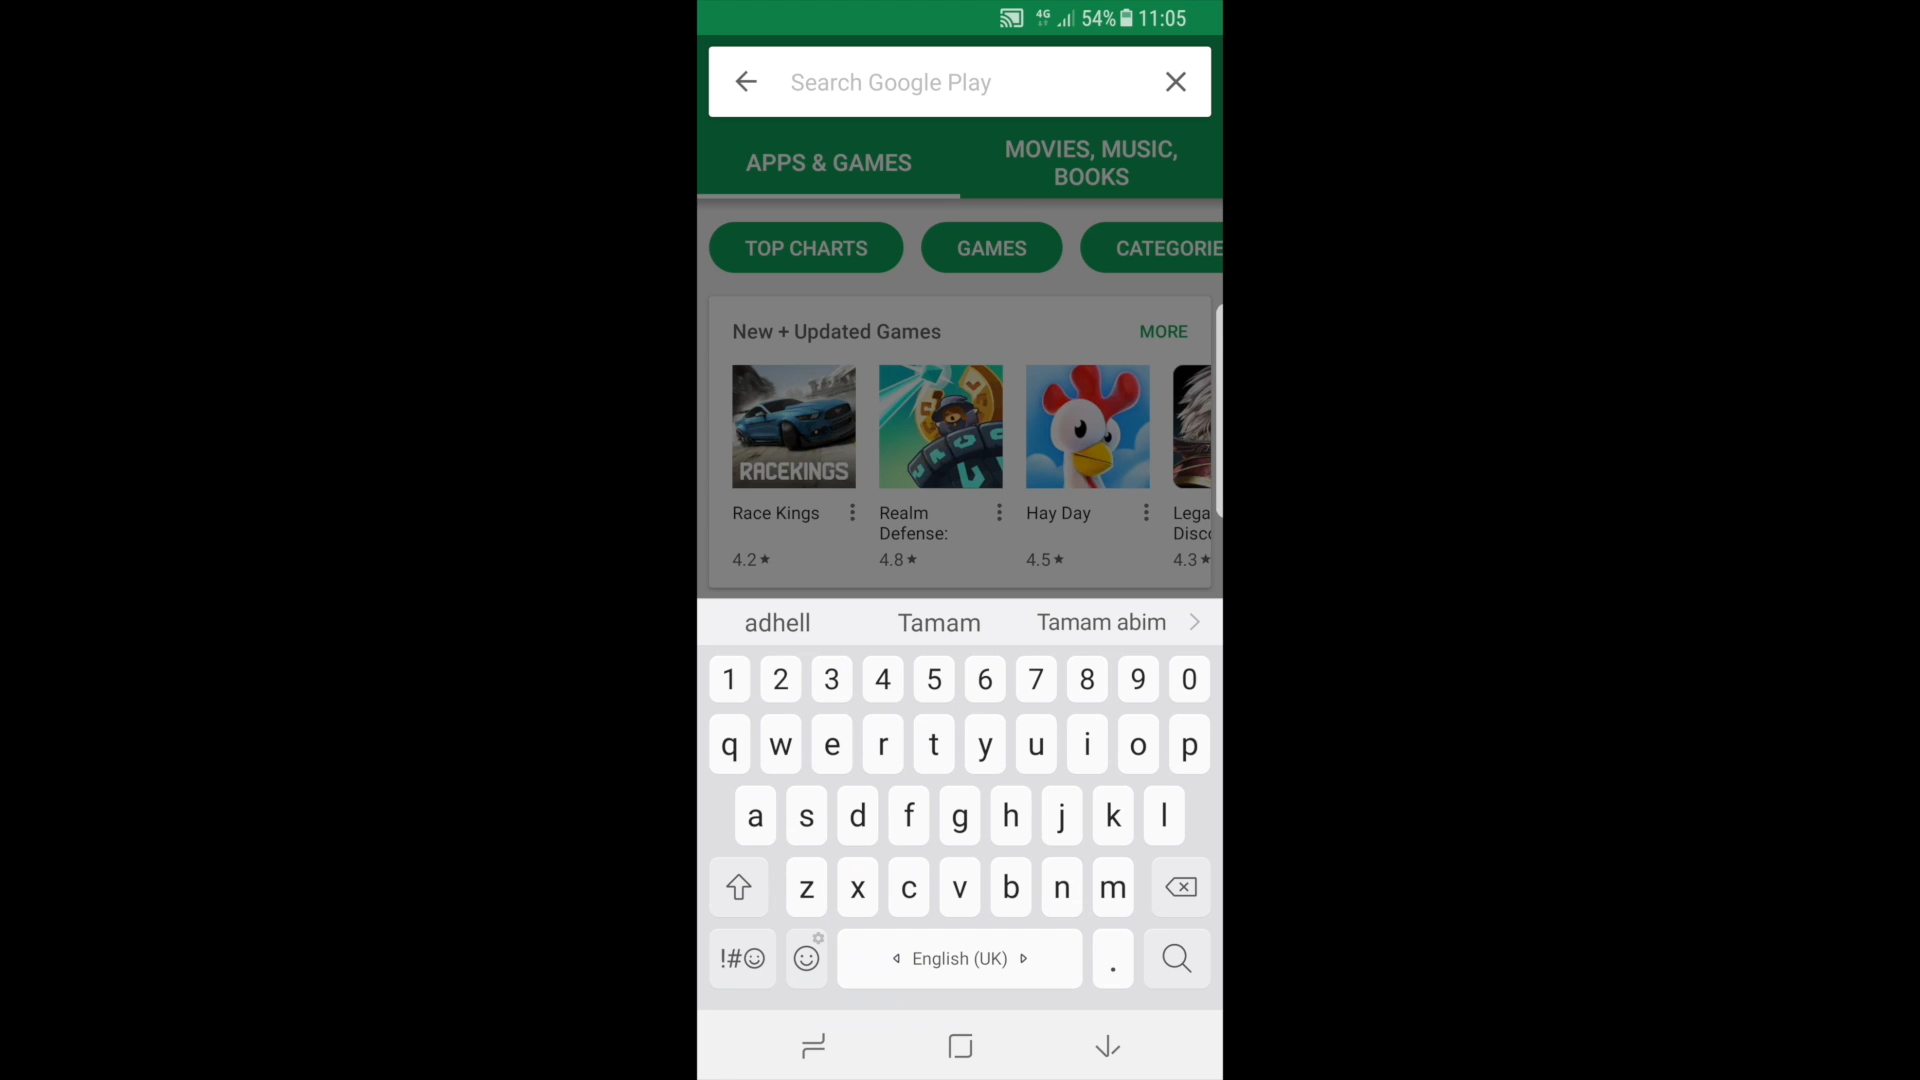 4G 54% 11:05
Search Google Play
APPS & GAMES
MOVIES, MUSIC,
BOOKS
TOP CHARTS GAMES CATEGORIE
New + Updated Games MORE
RACEKINGS
Race Kings Realm Hay Day Lega
Defense: Disc
4.2★ 4.8★ 4.5★ 4.3★
adhell Tamam Tamam abim
1 2 3 4 5 6 7 8 9 0
q w e r t y u i o p
a s d f g h j k l
z x c v b n m
!#☺ English (UK) .